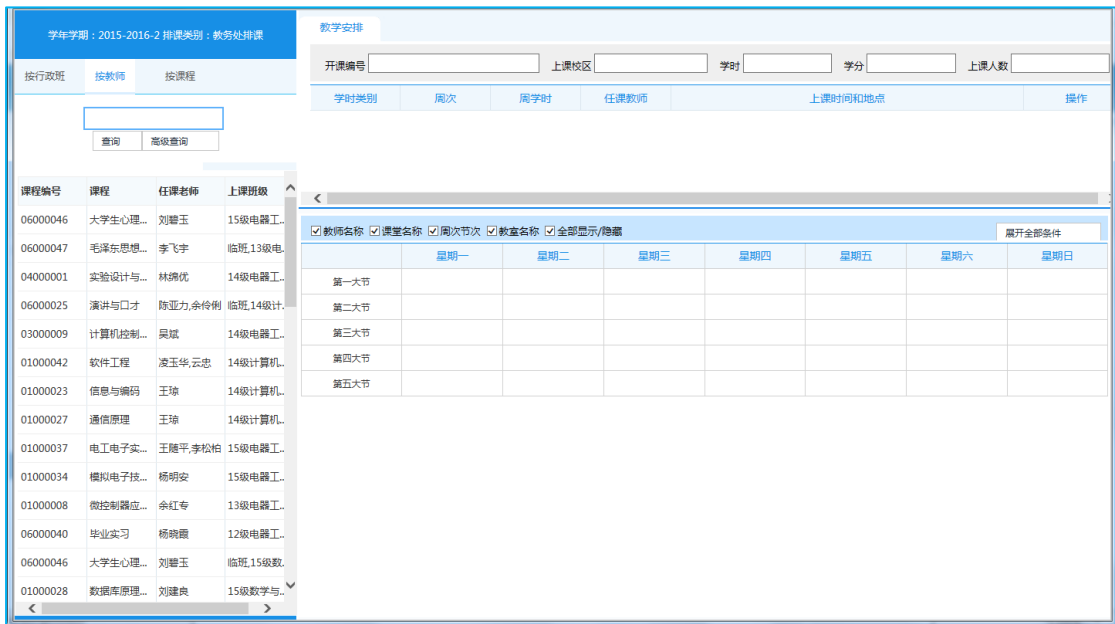 学年学期：2015-2016-2 排课类别：教务处排课
按行政班 按教师 按课程
查询 高级查询
课程编号 课程 任课老师 上课班级
06000046 大学生心理... 刘碧玉 15级电器工...
06000047 毛泽东思想... 李飞宇 临班,13级电.
04000001 实验设计与... 林绵优 14级电器工...
06000025 演讲与口才 陈亚力,余伶俐 临班,14级计.
03000009 计算机控制... 吴斌 14级电器工...
01000042 软件工程 凌玉华,云忠 14级计算机...
01000023 信息与编码 王琼 14级计算机...
01000027 通信原理 王琼 14级计算机...
01000037 电工电子实... 王随平,李松柏 15级电器工...
01000034 模拟电子技... 杨明安 15级电器工...
01000008 微控制器应... 余红专 13级电器工...
06000040 毕业实习 杨晓霞 12级电器工...
06000046 大学生心理... 刘碧玉 临班,15级数.
01000028 数据库原理... 刘建良 15级数学与...
教学安排
开课编号 上课校区 学时 学分 上课人数
学时类别 周次 周学时 任课教师 上课时间和地点 操作
教师名称 课堂名称 周次节次 教室名称 全部显示/隐藏 展开全部条件
星期一 星期二 星期三 星期四 星期五 星期六 星期日
第一大节
第二大节
第三大节
第四大节
第五大节